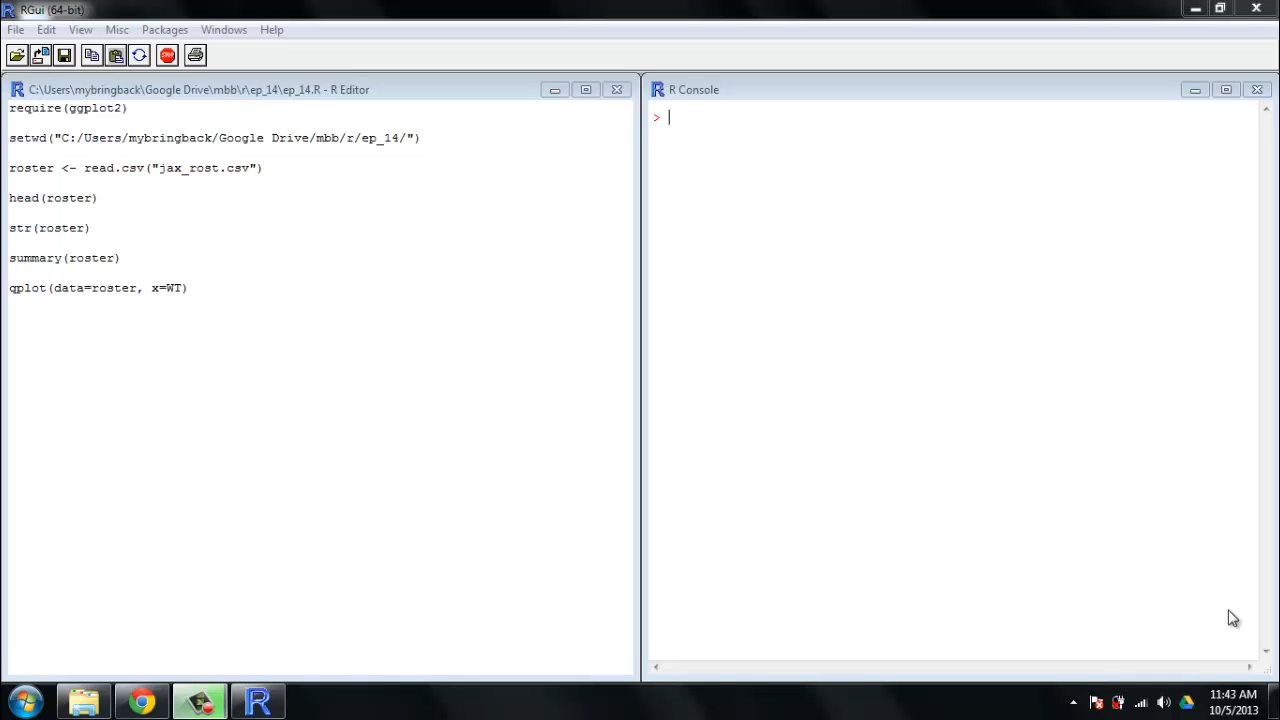 RGui (64-bit)
File Edit View Misc Packages Windows Help
STOP
C:\Users\mybringback\Google Drive\mbb\r\ep_14\ep_14.R - R Editor
require(ggplot2)
setwd("C:/Users/mybringback/Google Drive/mbb/r/ep_14/")
roster <- read.csv("jax_rost.csv")
head(roster)
str(roster)
summary(roster)
qplot(data=roster, x=WT)
R Console
>
11:43 AM
10/5/2013